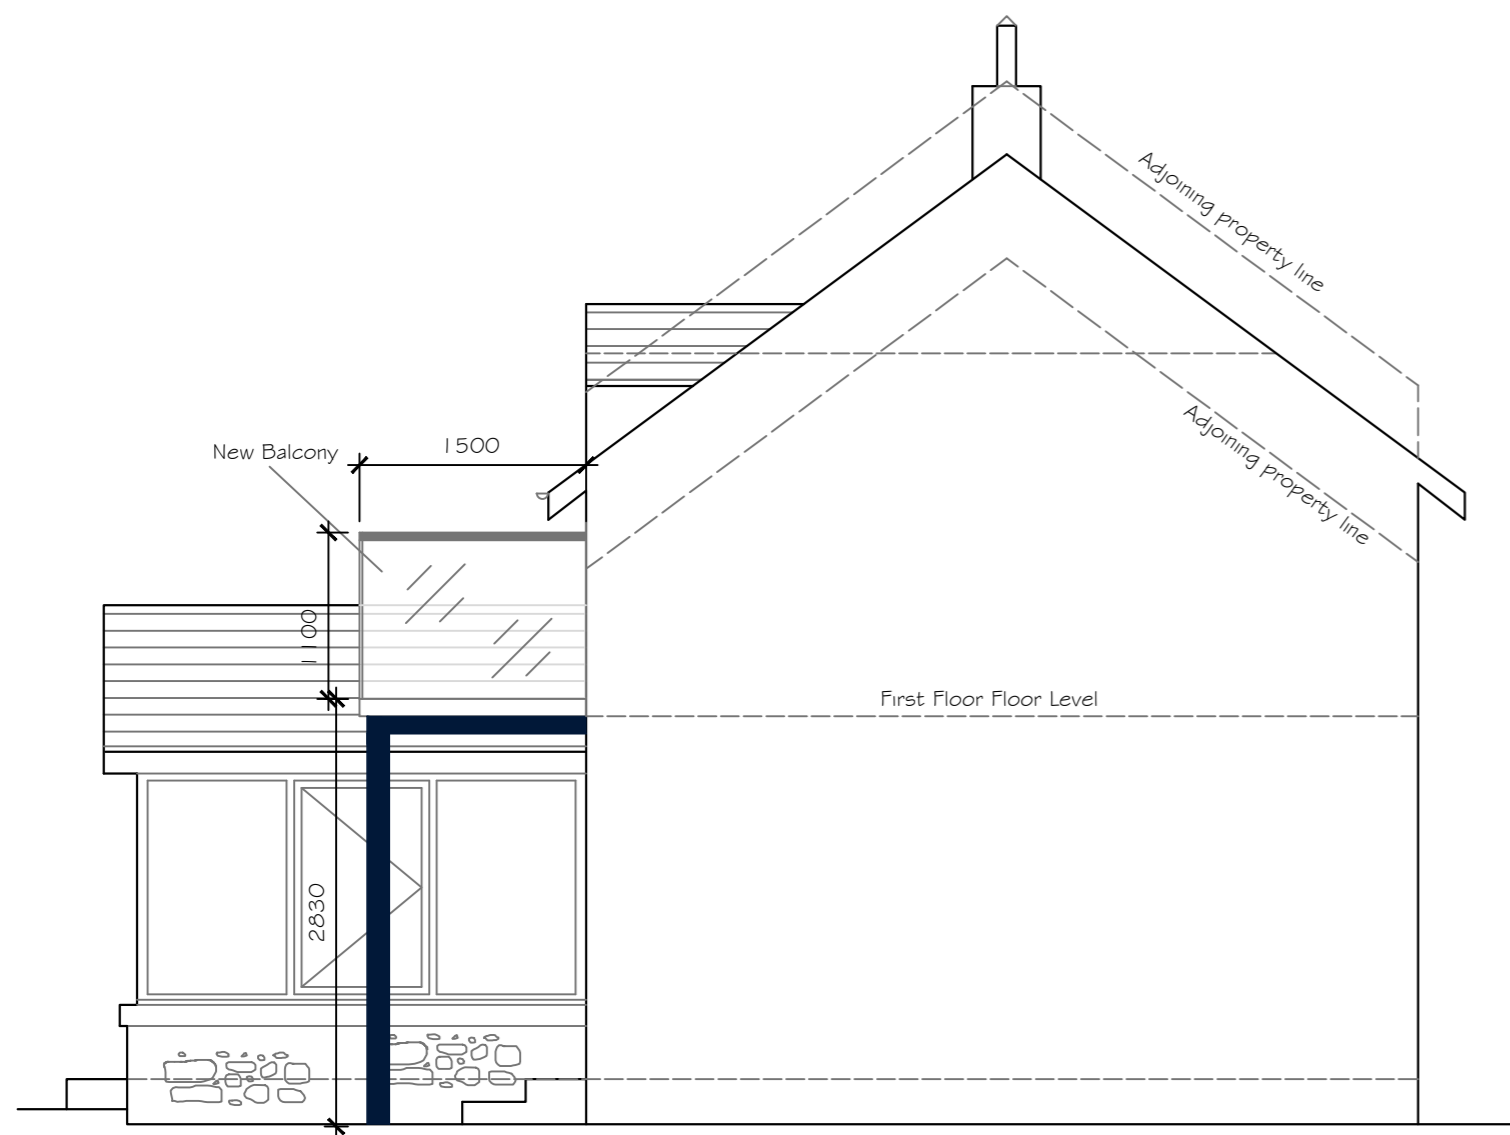 Adjoining property line
Adjoining property line
1500
New Balcony
1100
First Floor Floor Level
2830